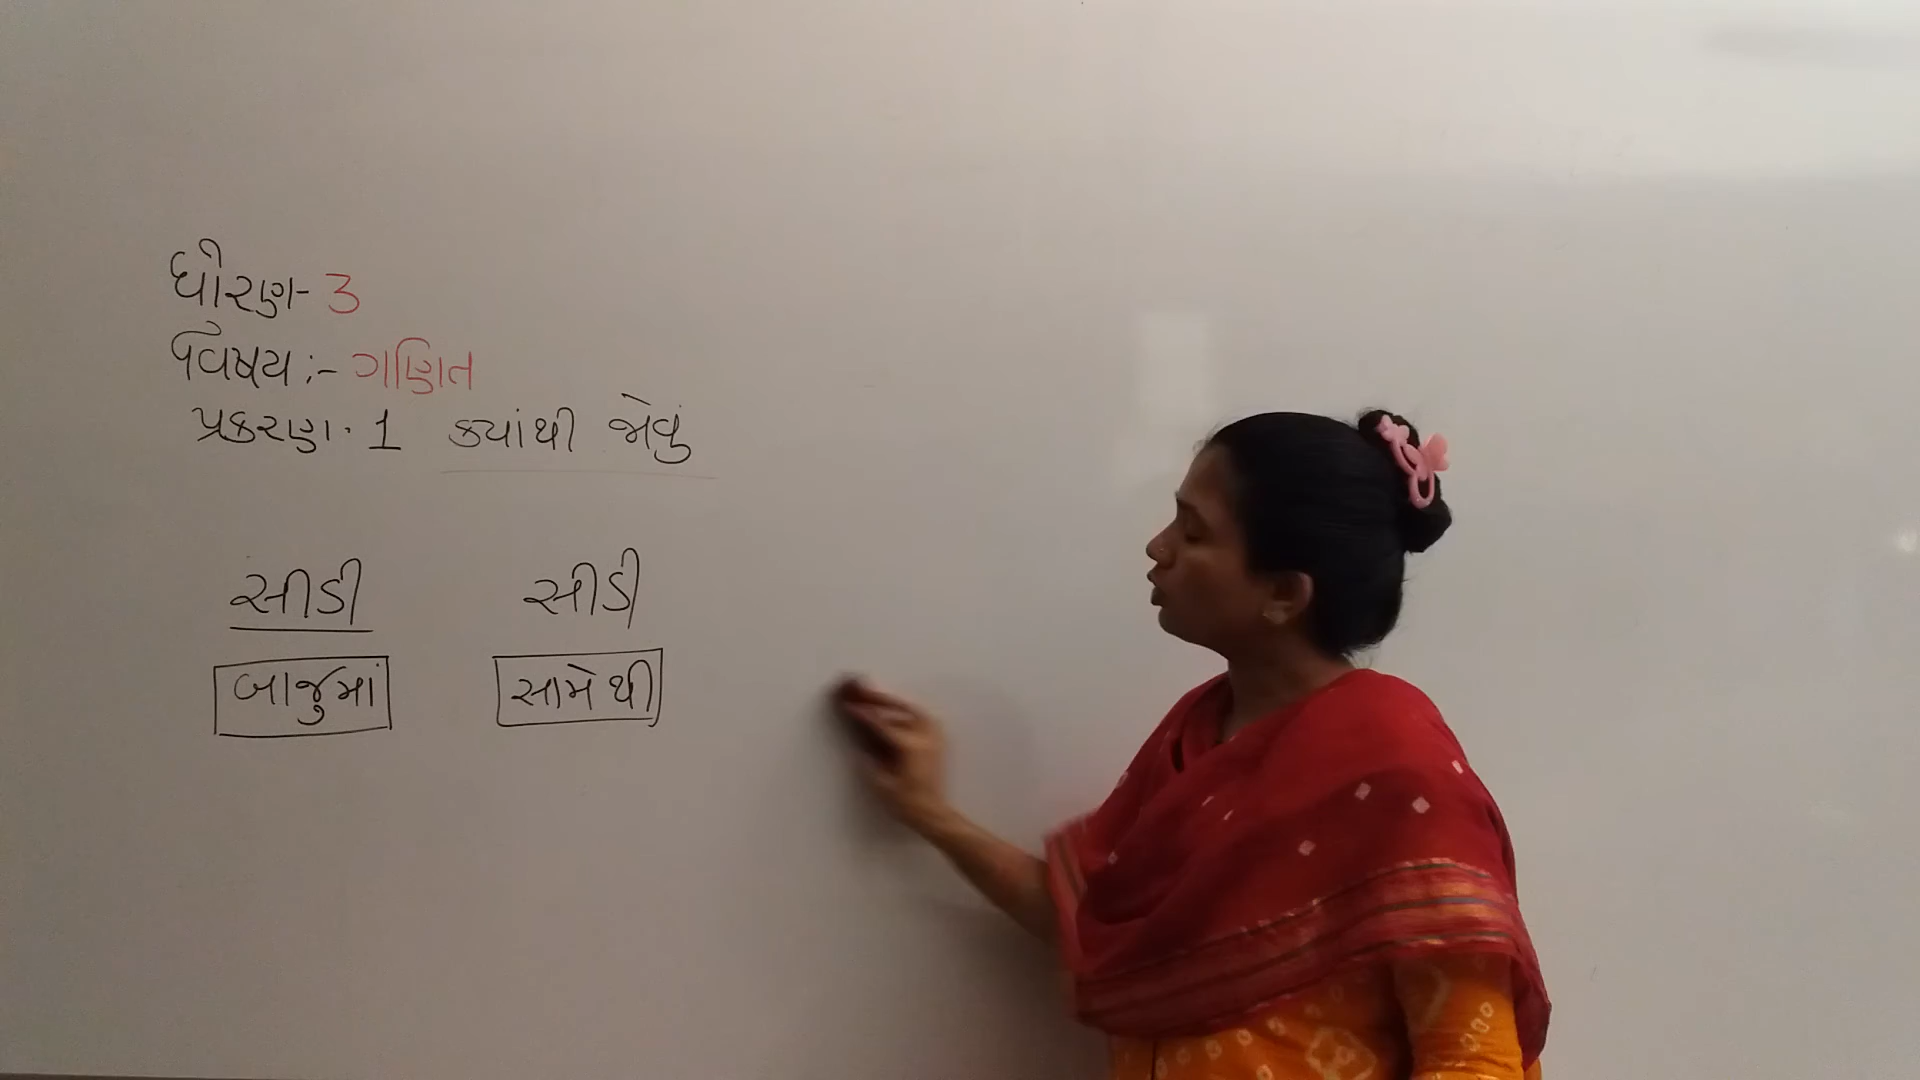 ધોરણ- 3
વિષય :- ગણિત
પ્રકરણ. 1 ક્યાંથી જોવું
સીડી સીડી
બાજુમાં સામે થી